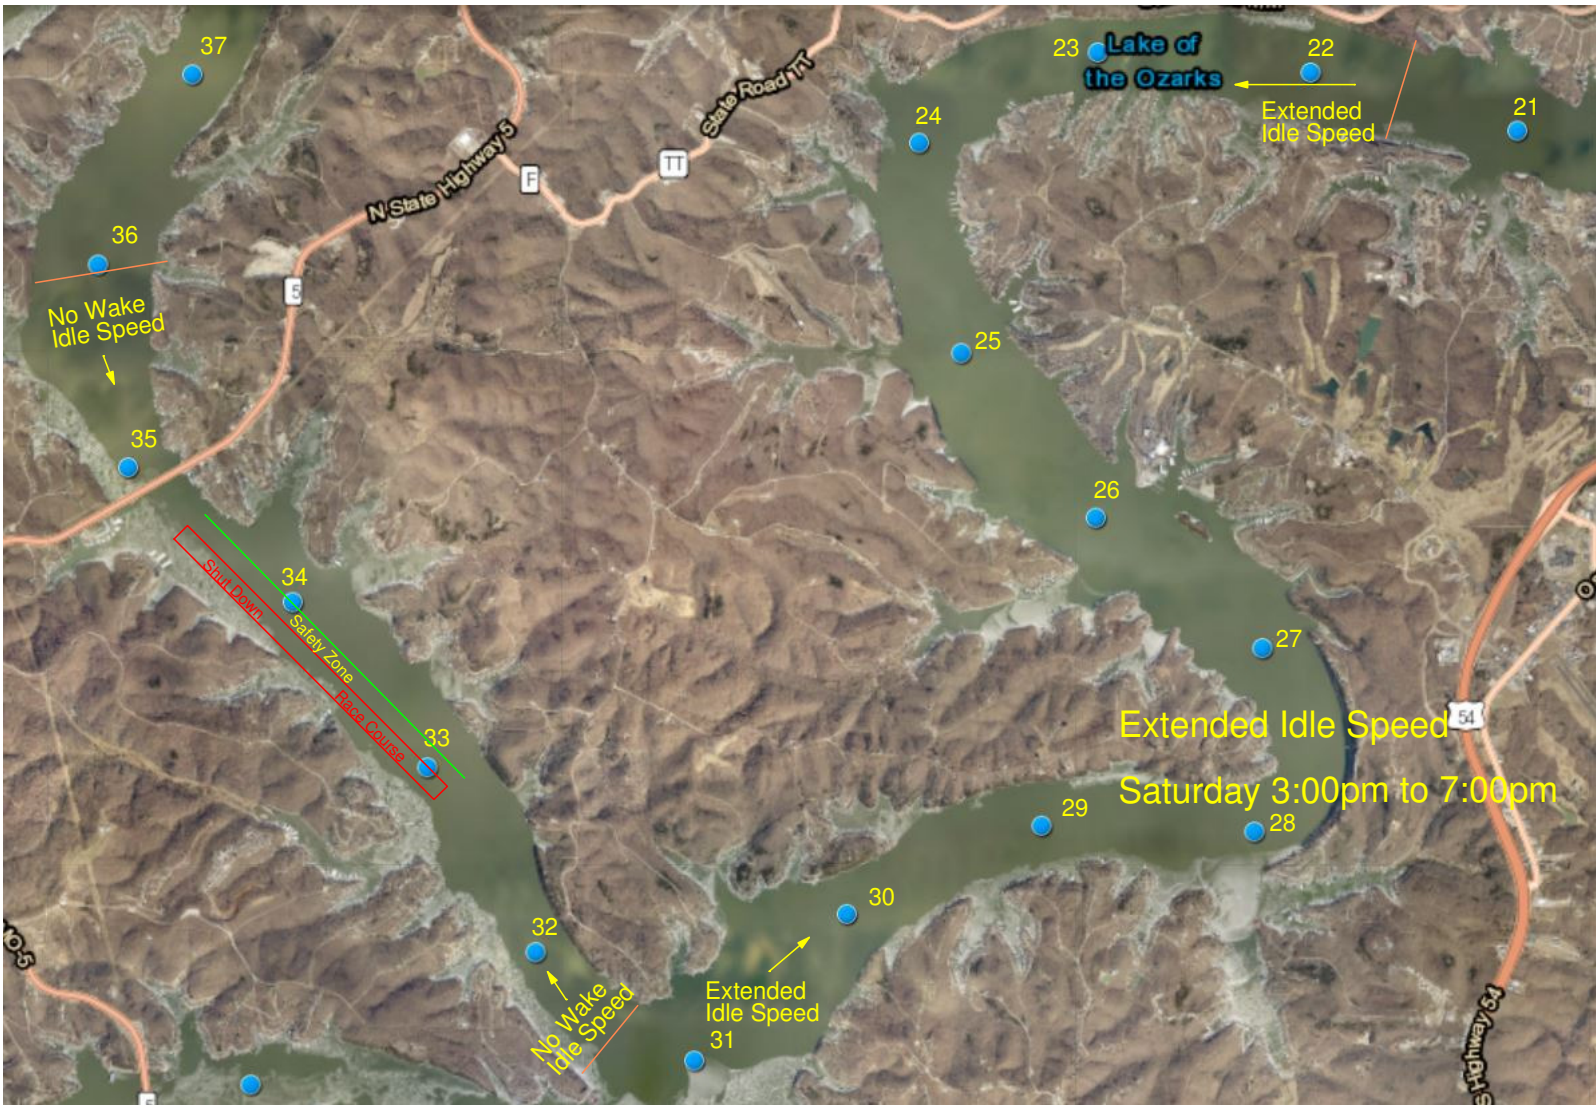 37
23
Lake of
the Ozarks
22
Extended
Idle Speed
21
24
State Road TT
TT
N State Highway 5
F
36
5
No Wake
Idle Speed
25
35
26
34
Shut Down
Safety Zone
Race Course
33
27
54
Extended Idle Speed
Saturday 3:00pm to 7:00pm
29
28
30
32
No Wake
Idle Speed
Extended
Idle Speed
31
MO-5
5
S Highway 54
O